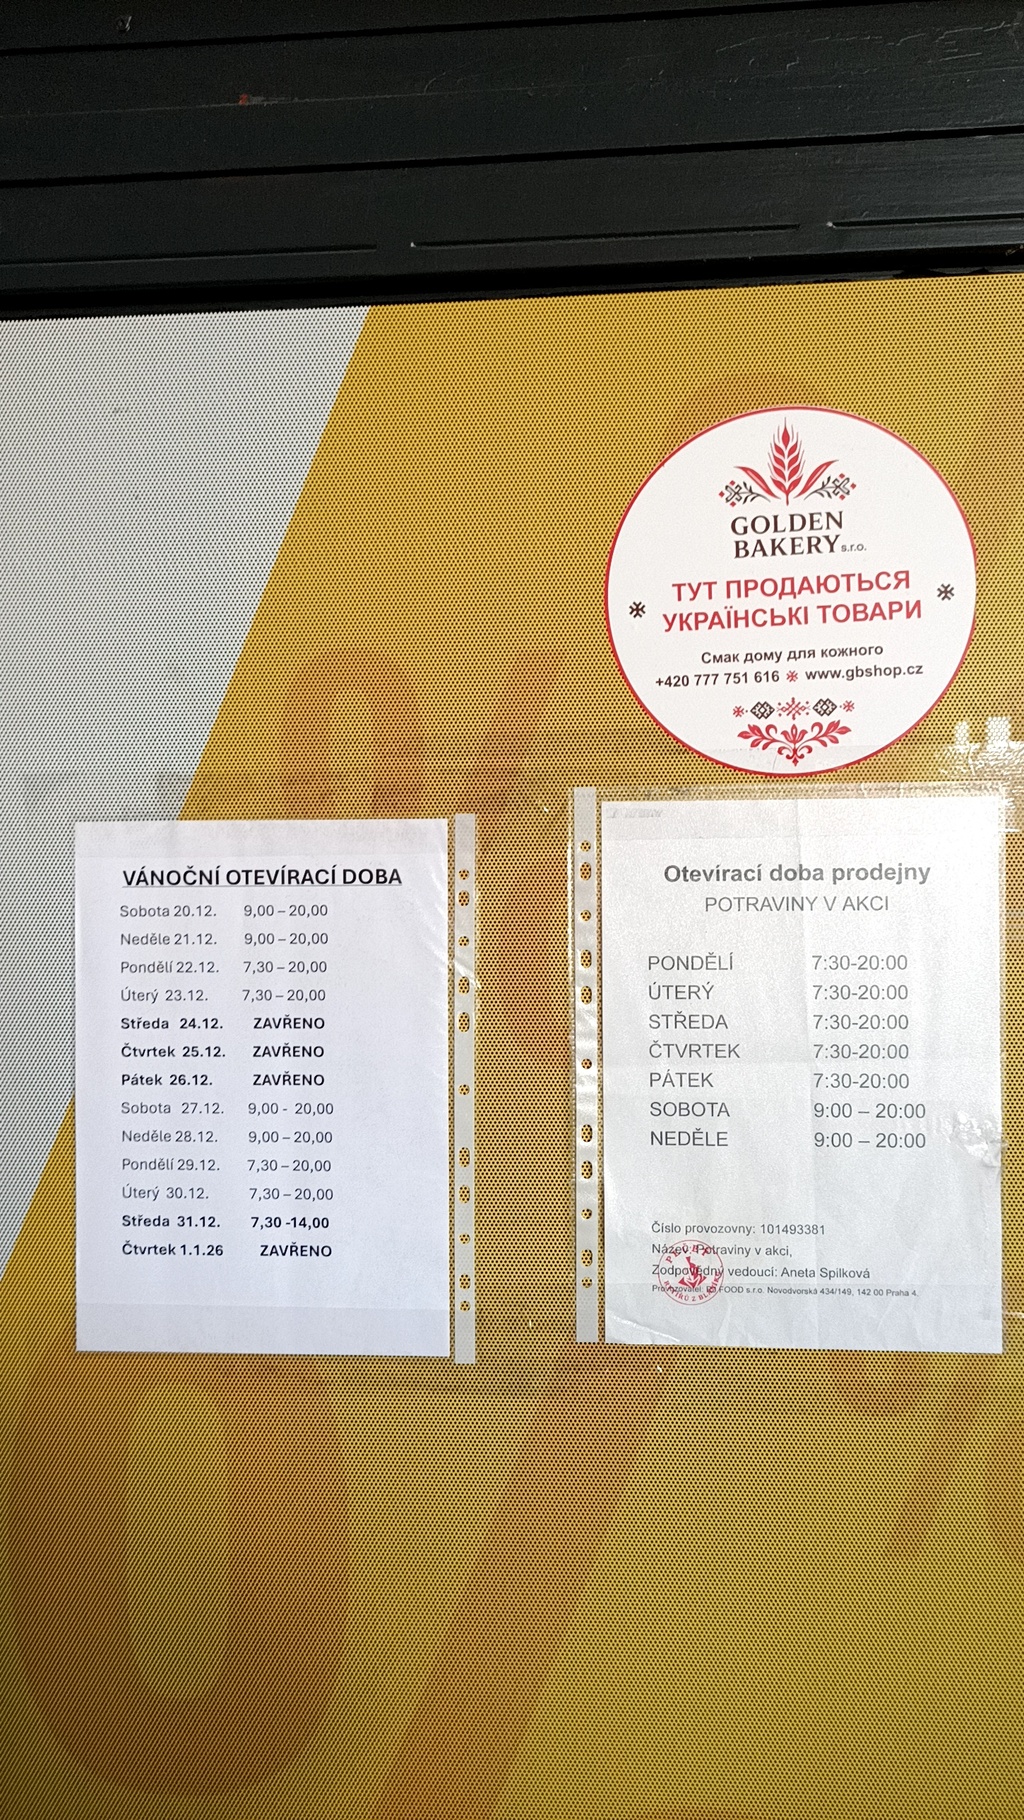 GOLDEN
BAKERY s.r.o.
ТУТ ПРОДАЮТЬСЯ
УКРАЇНСЬКІ ТОВАРИ
Смак дому для кожного
+420 777 751 616 www.gbshop.cz
VÁNOČNÍ OTEVÍRACÍ DOBA
Sobota 20.12. 9,00 – 20,00
Neděle 21.12. 9,00 – 20,00
Pondělí 22.12. 7,30 – 20,00
Úterý 23.12. 7,30 – 20,00
Středa 24.12. ZAVŘENO
Čtvrtek 25.12. ZAVŘENO
Pátek 26.12. ZAVŘENO
Sobota 27.12. 9,00 - 20,00
Neděle 28.12. 9,00 – 20,00
Pondělí 29.12. 7,30 – 20,00
Úterý 30.12. 7,30 – 20,00
Středa 31.12. 7,30 -14,00
Čtvrtek 1.1.26 ZAVŘENO
Otevírací doba prodejny
POTRAVINY V AKCI
PONDĚLÍ 7:30-20:00
ÚTERÝ 7:30-20:00
STŘEDA 7:30-20:00
ČTVRTEK 7:30-20:00
PÁTEK 7:30-20:00
SOBOTA 9:00 – 20:00
NEDĚLE 9:00 – 20:00
Číslo provozovny: 101493381
Název: Potraviny v akci,
Zodpovědný vedoucí: Aneta Spilková
Provozovatel: FOOD s.r.o. Novodvorská 434/149, 142 00 Praha 4.